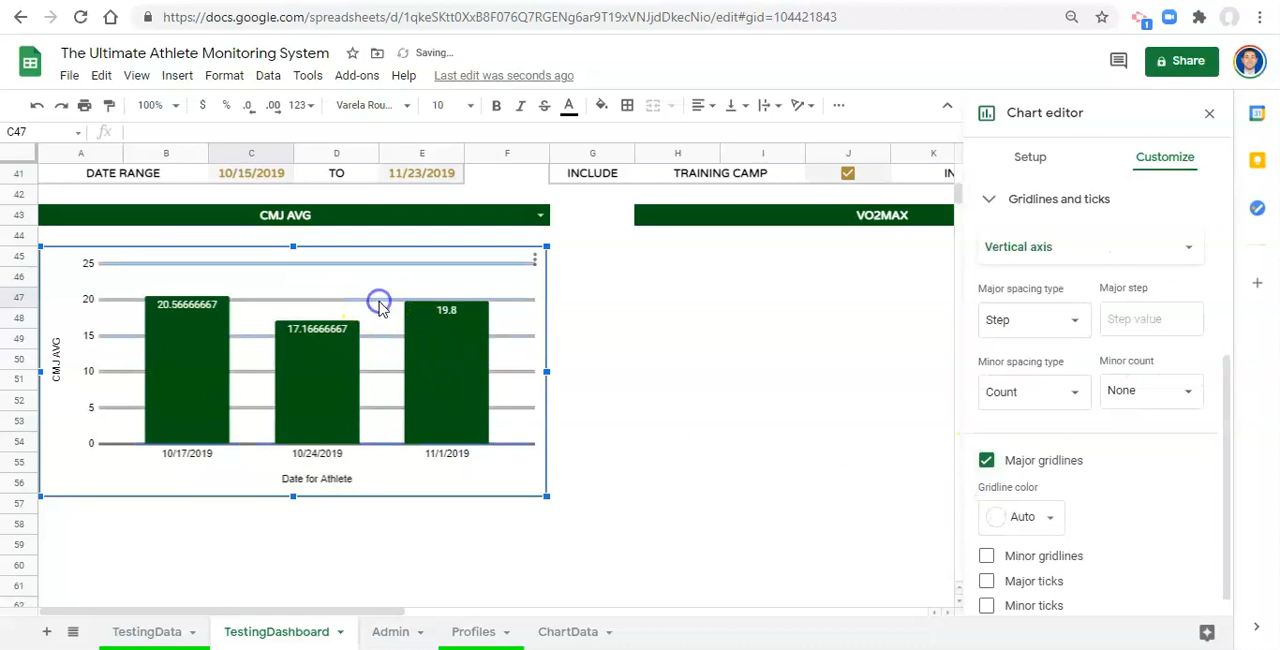 https://docs.google.com/spreadsheets/d/1qkeSKtt0XxB8F076Q7RGENg6ar9T19xVNJjdDkecNio/edit#gid=104421843
1
The Ultimate Athlete Monitoring System
Saving...
File Edit View Insert Format Data Tools Add-ons Help Last edit was seconds ago
Share
100% $ % .0 .00 123 Varela Rou... 10 B I S A
Chart editor
C47 fx
Setup Customize
A B C D E F G H I J K
41 DATE RANGE 10/15/2019 TO 11/23/2019 INCLUDE TRAINING CAMP IN
42
43 CMJ AVG VO2MAX
44
45
46
47
48
49
50
51
52
53
54
55
56
57
58
59
60
61
62
25
20
15
10
5
0
CMJ AVG
20.56666667
17.16666667
19.8
10/17/2019 10/24/2019 11/1/2019
Date for Athlete
Gridlines and ticks
Vertical axis
Major spacing type Major step
Step Step value
Minor spacing type Minor count
Count None
Major gridlines
Gridline color
Auto
Minor gridlines
Major ticks
Minor ticks
+ TestingData TestingDashboard Admin Profiles ChartData